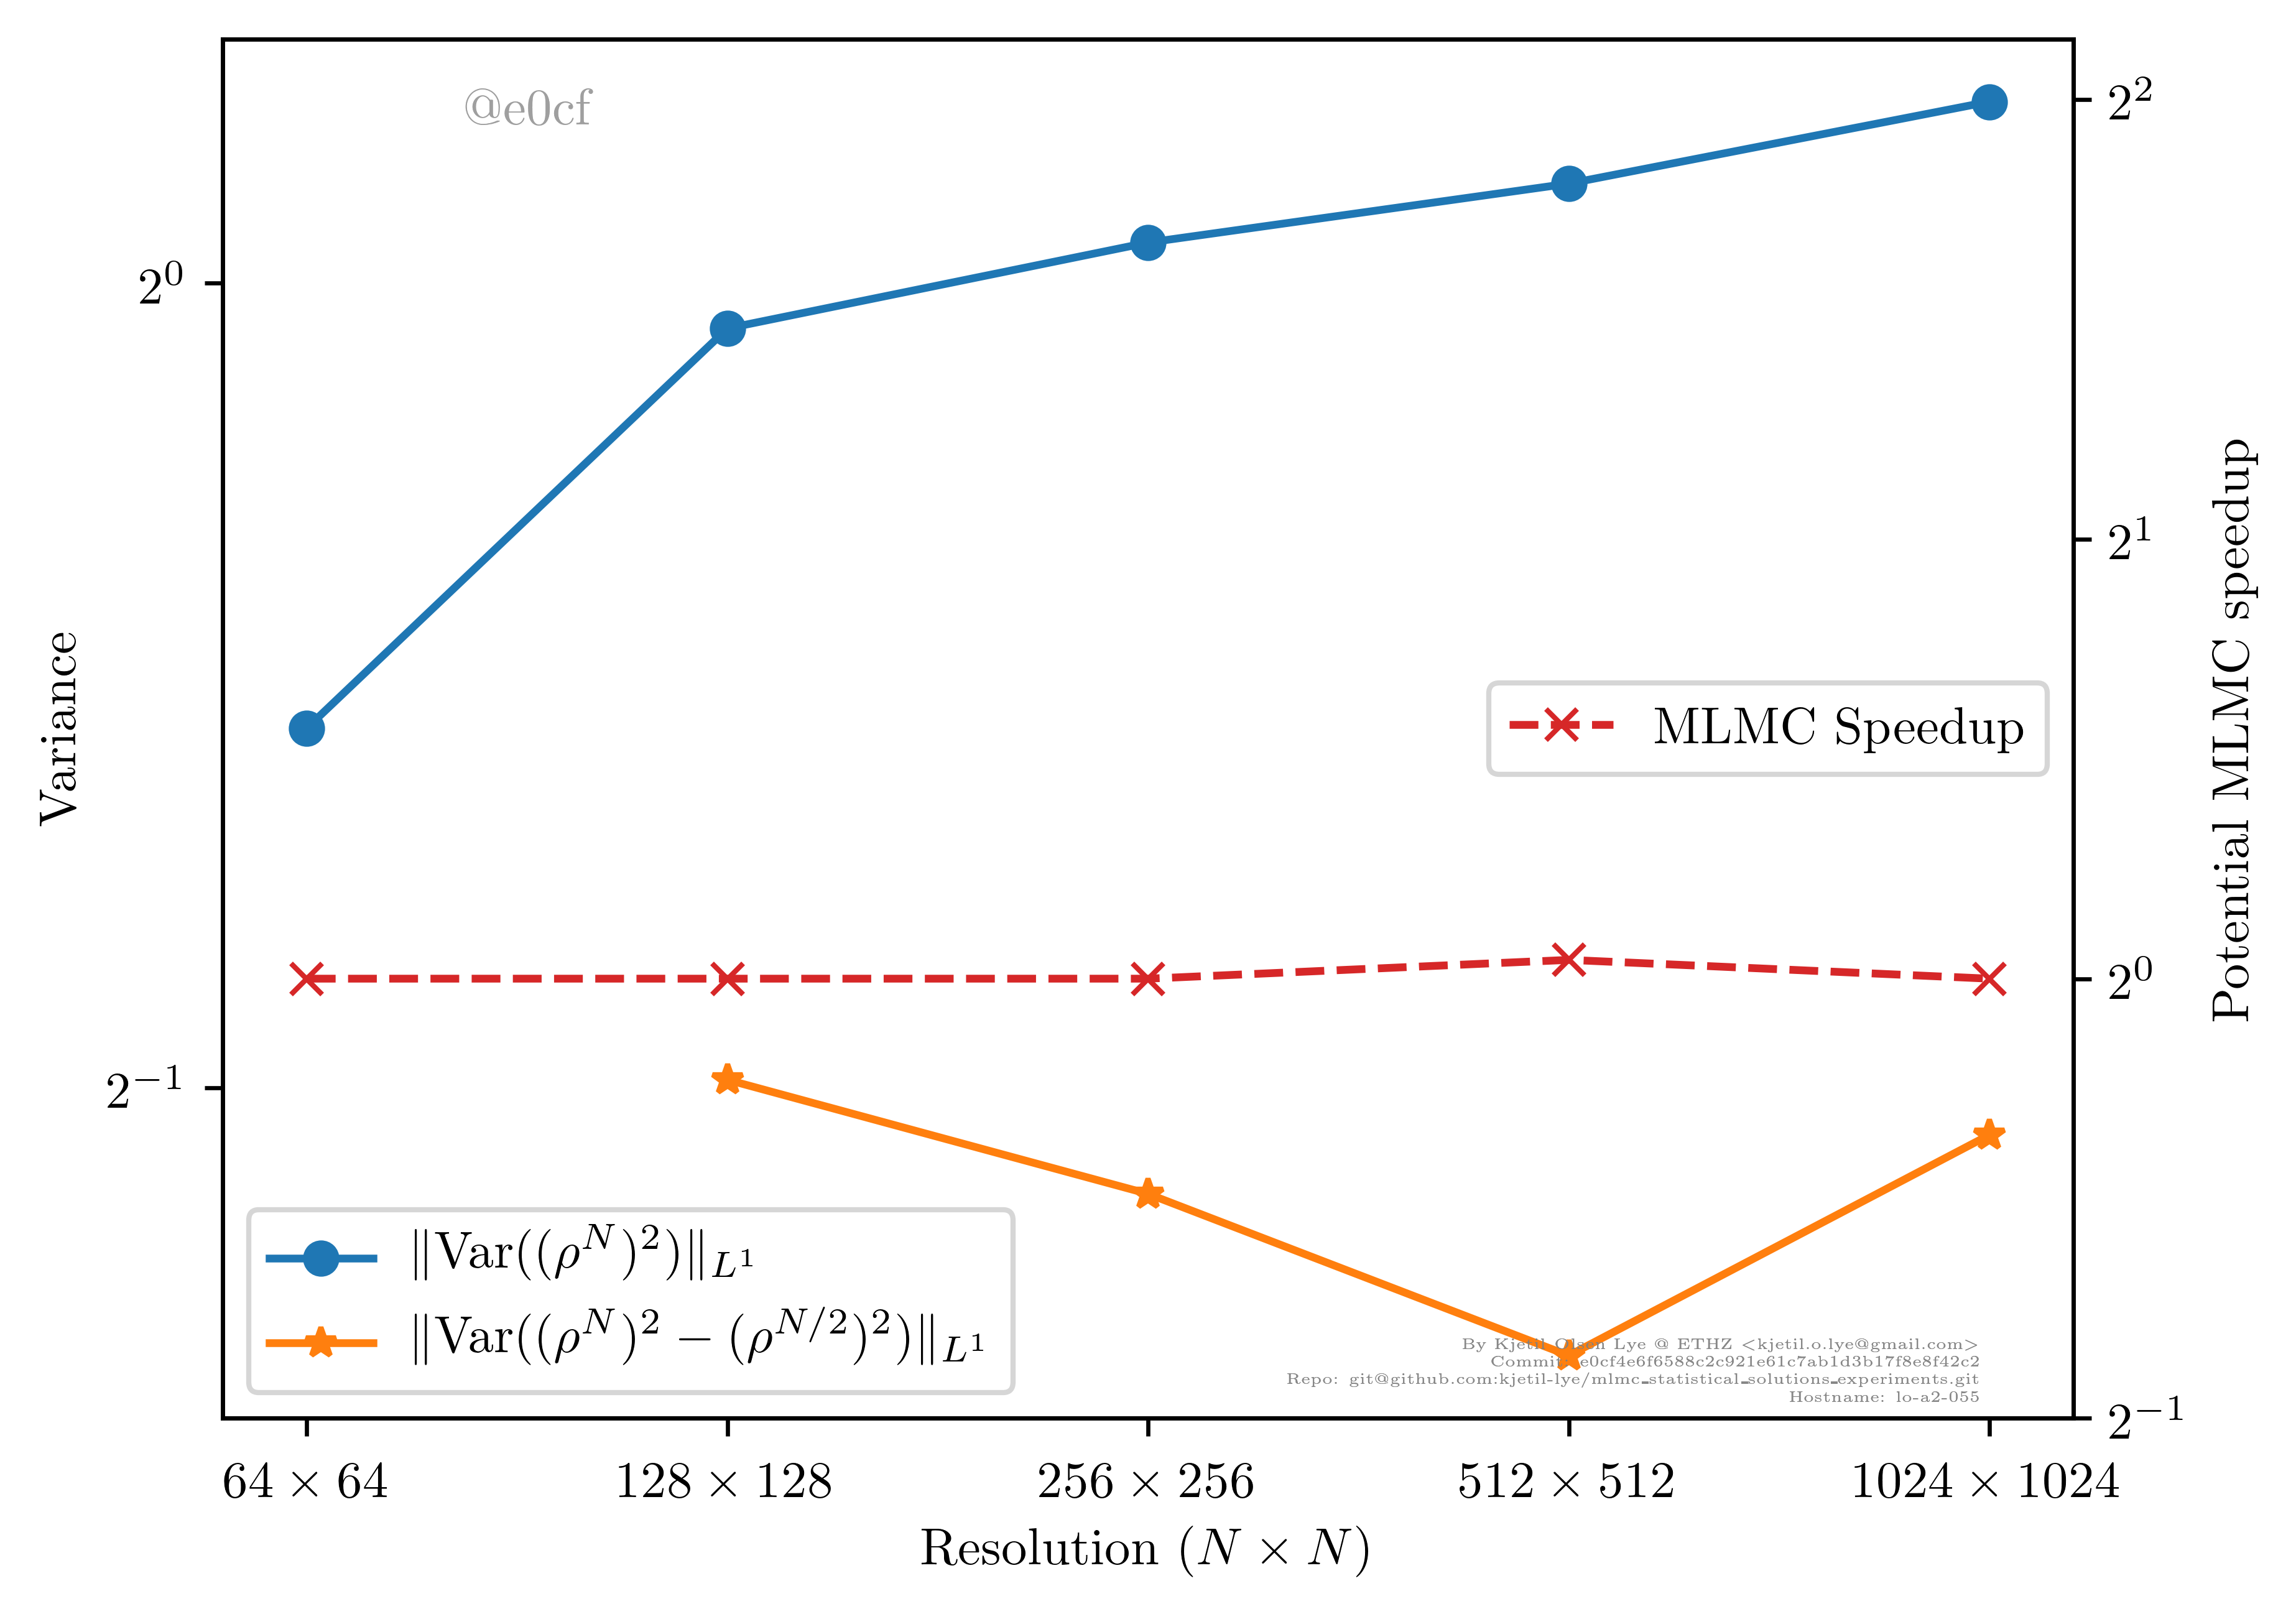 @e0cf
2^0
2^{-1}
Variance
2^2
2^1
2^0
2^{-1}
Potential MLMC speedup
MLMC Speedup
‖Var((ρ^N)^2)‖_{L^1}
‖Var((ρ^N)^2 − (ρ^{N/2})^2)‖_{L^1}
By Kjetil Olsen Lye @ ETHZ <kjetil.o.lye@gmail.com>
Commit: e0cf4e6f6588c2c921e61c7ab1d3b17f8e8f42c2
Repo: git@github.com:kjetil-lye/mlmc_statistical_solutions_experiments.git
Hostname: lo-a2-055
64 × 64 128 × 128 256 × 256 512 × 512 1024 × 1024
Resolution (N × N)